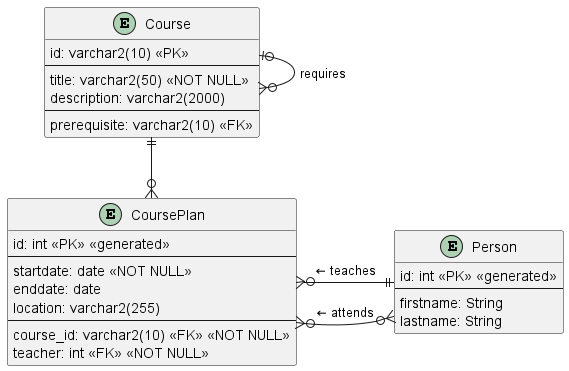 E Course
id: varchar2(10) «PK»
title: varchar2(50) «NOT NULL»
description: varchar2(2000)
prerequisite: varchar2(10) «FK»
requires
E CoursePlan
id: int «PK» «generated»
startdate: date «NOT NULL»
enddate: date
location: varchar2(255)
course_id: varchar2(10) «FK» «NOT NULL»
teacher: int «FK» «NOT NULL»
← teaches
← attends
E Person
id: int «PK» «generated»
firstname: String
lastname: String